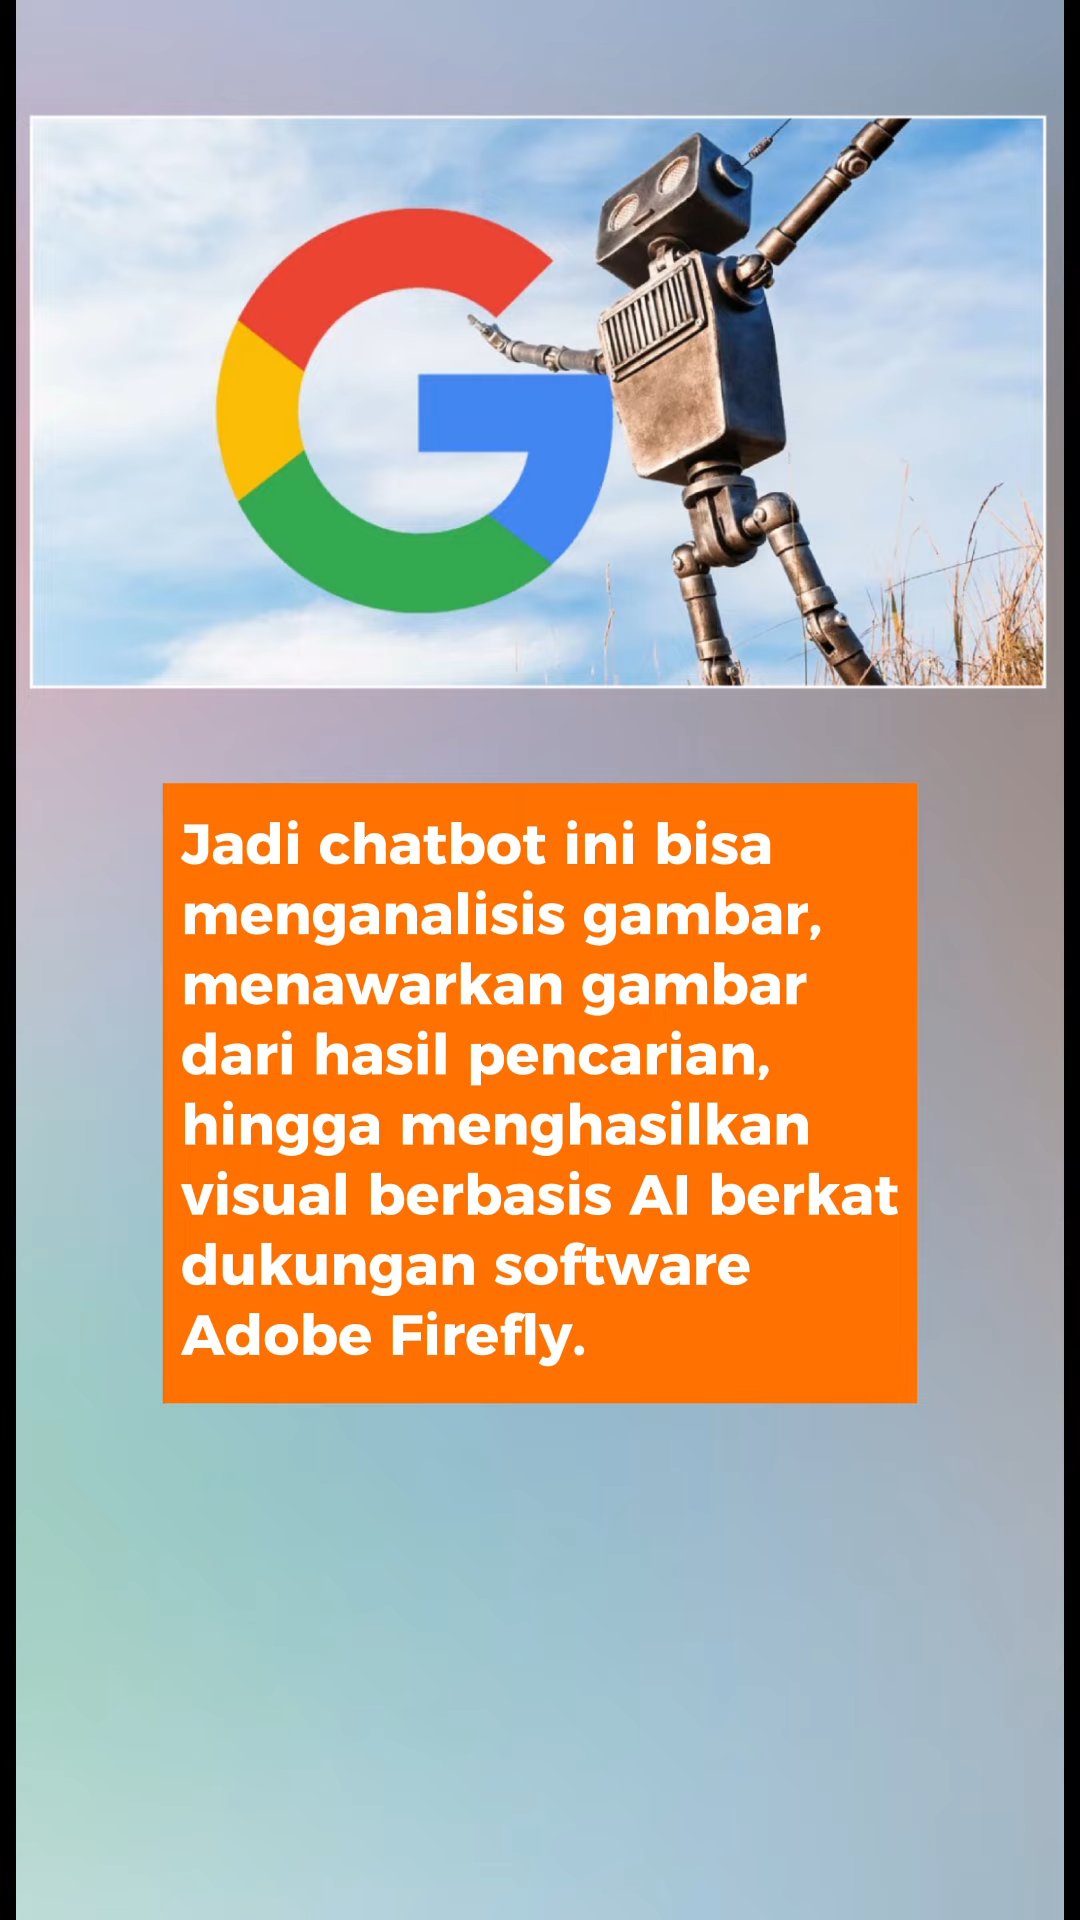 Jadi chatbot ini bisa
menganalisis gambar,
menawarkan gambar
dari hasil pencarian,
hingga menghasilkan
visual berbasis AI berkat
dukungan software
Adobe Firefly.